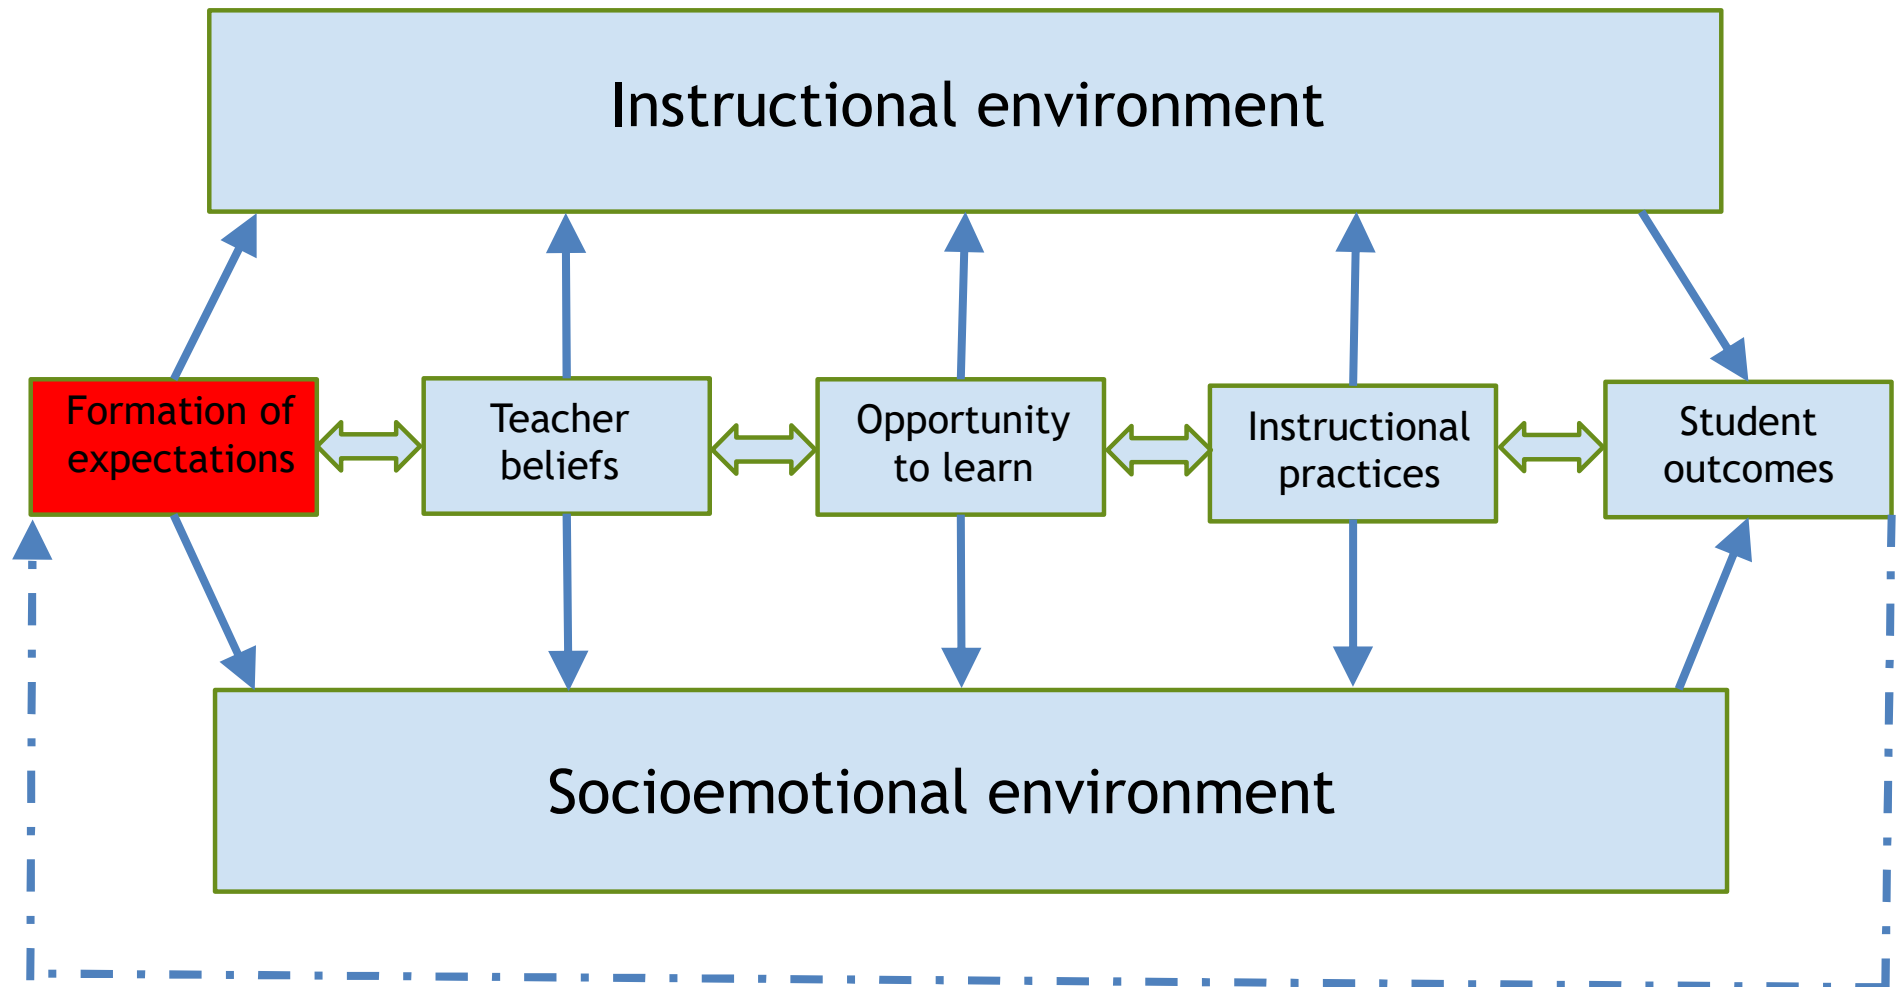 Instructional environment
Formation of
expectations
Teacher
beliefs
Opportunity
to learn
Instructional
practices
Student
outcomes
Socioemotional environment